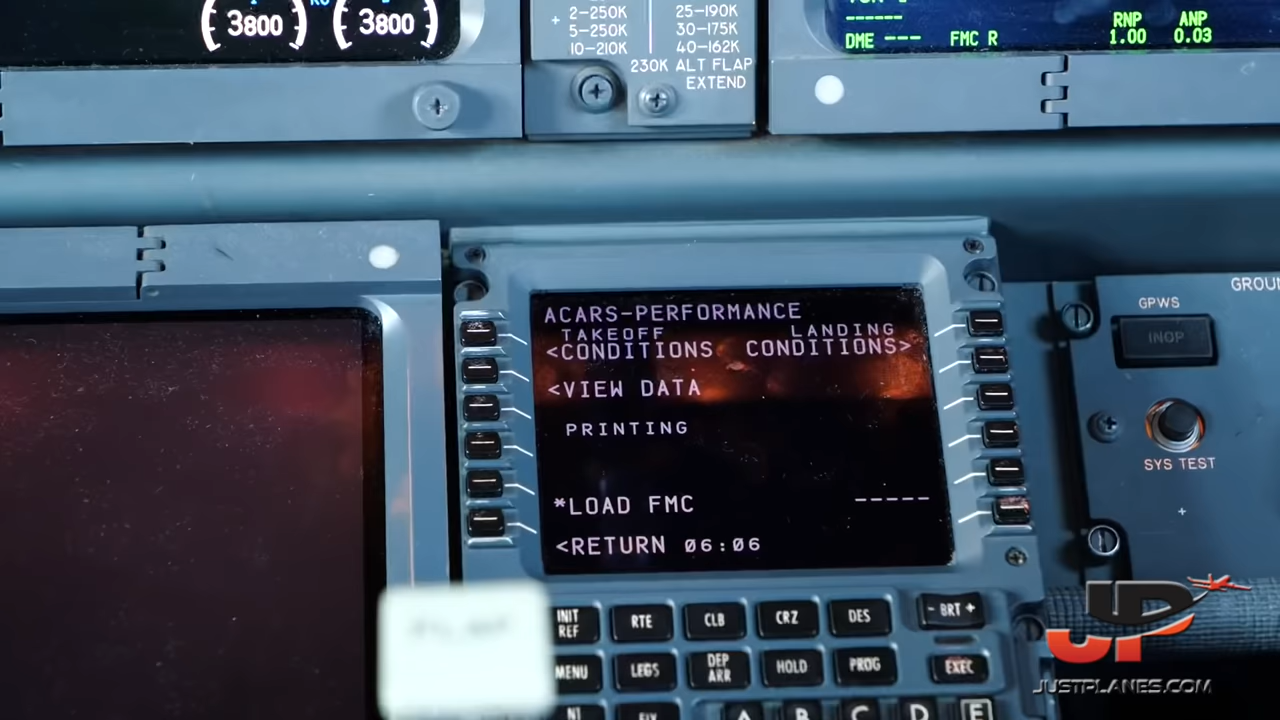 3800 3800
2-250K 25-190K
+ 5-250K 30-175K
10-210K 40-162K
230K ALT FLAP
EXTEND
------
DME --- FMC R
RNP ANP
1.00 0.03
ACARS-PERFORMANCE
TAKEOFF LANDING
<CONDITIONS CONDITIONS>
<VIEW DATA
PRINTING
*LOAD FMC -----
<RETURN 06:06
GPWS
INOP
SYS TEST
INIT REF RTE CLB CRZ DES - BRT +
MENU LEGS DEP ARR HOLD PROG EXEC
N1 FIX A B C D E
JP
JUSTPLANES.COM